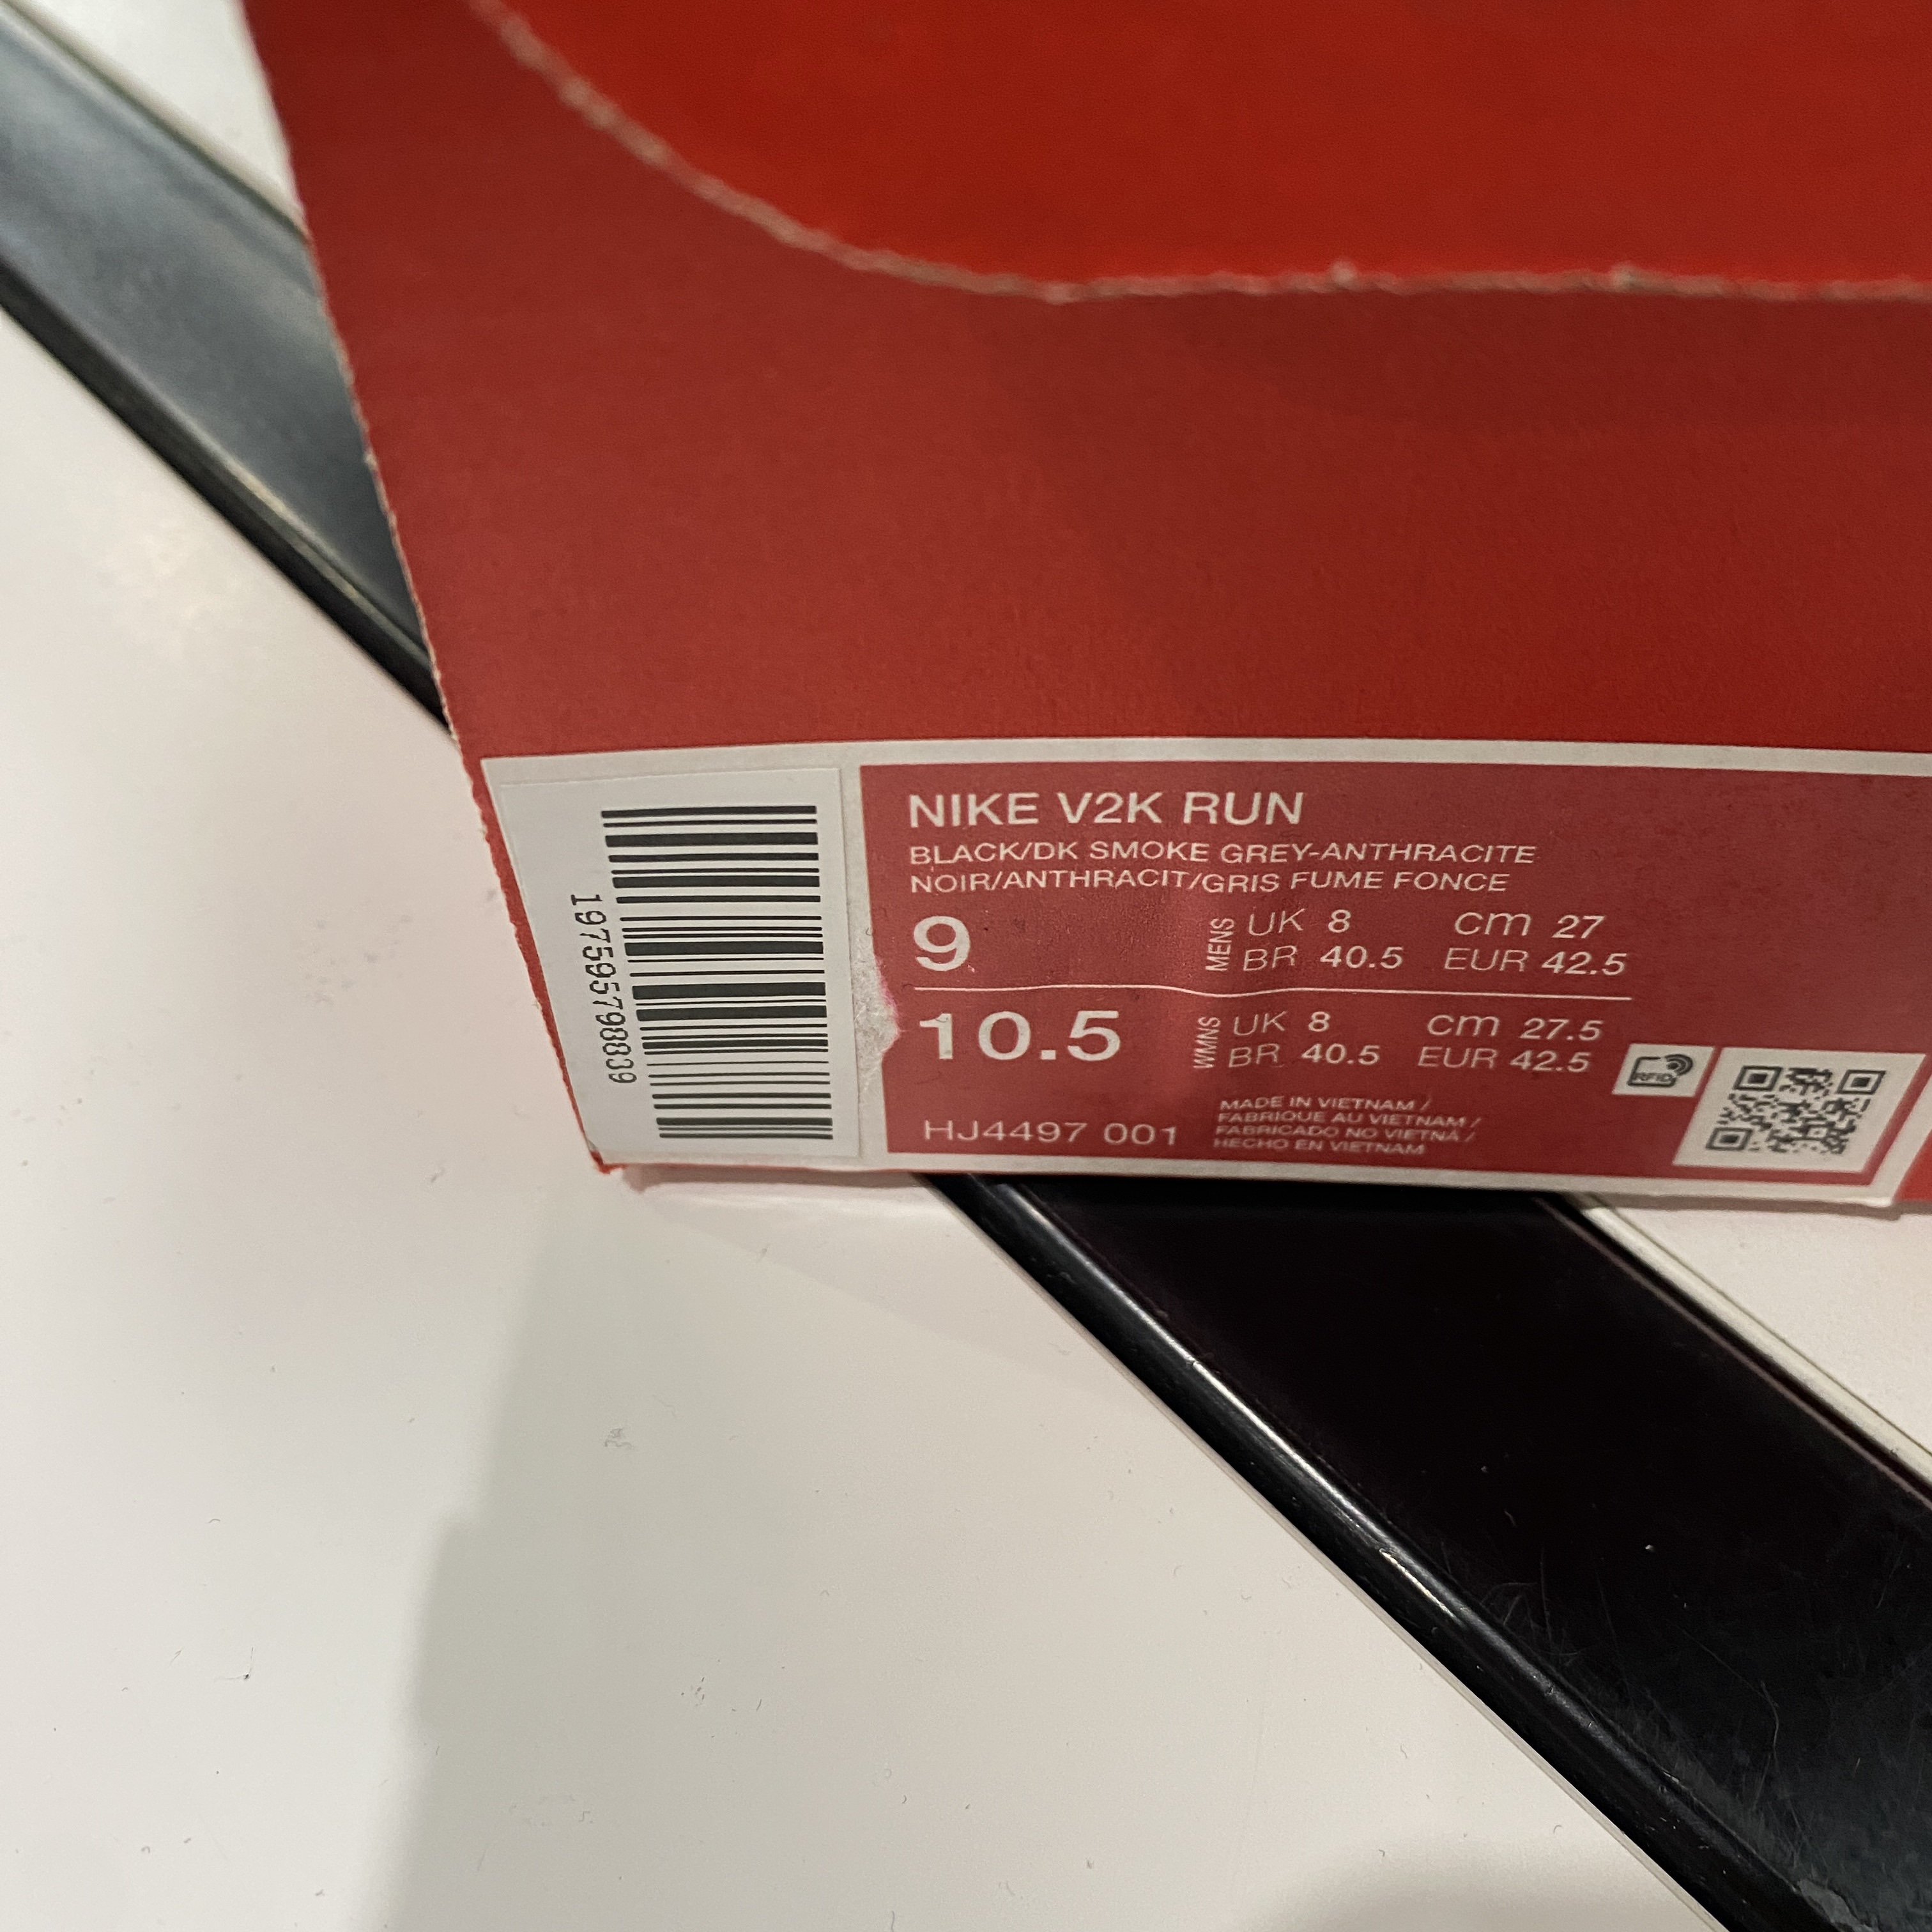 197595798839
NIKE V2K RUN
BLACK/DK SMOKE GREY-ANTHRACITE
NOIR/ANTHRACIT/GRIS FUME FONCE
9 MENS UK 8 cm 27
BR 40.5 EUR 42.5
10.5 WMNS UK 8 cm 27.5
BR 40.5 EUR 42.5
RFID
HJ4497 001
MADE IN VIETNAM /
FABRIQUE AU VIETNAM /
FABRICADO NO VIETNÃ /
HECHO EN VIETNAM